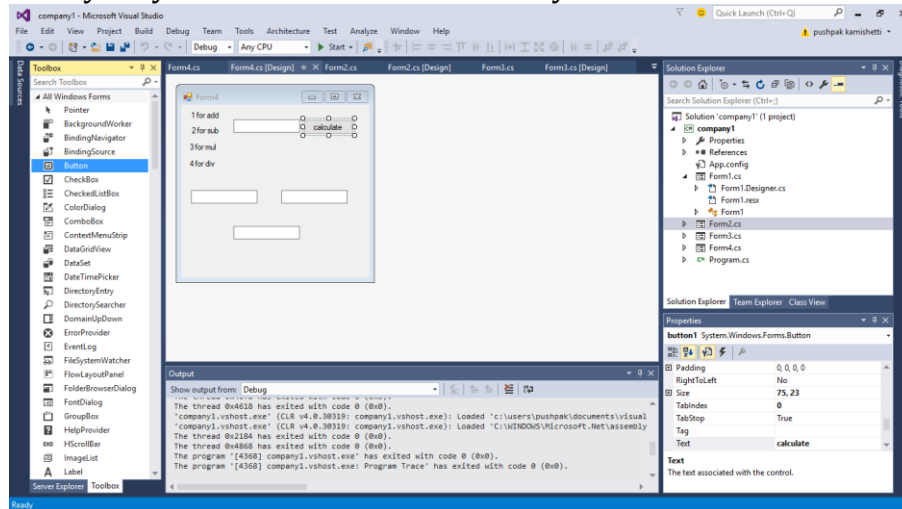 company1 - Microsoft Visual Studio
Quick Launch (Ctrl+Q)
File Edit View Project Build Debug Team Tools Architecture Test Analyze Window Help
pushpak kamishetti
Debug Any CPU Start
Data Sources
Toolbox
Search Toolbox
All Windows Forms
Pointer
BackgroundWorker
BindingNavigator
BindingSource
Button
CheckBox
CheckedListBox
ColorDialog
ComboBox
ContextMenuStrip
DataGridView
DataSet
DateTimePicker
DirectoryEntry
DirectorySearcher
DomainUpDown
ErrorProvider
EventLog
FileSystemWatcher
FlowLayoutPanel
FolderBrowserDialog
FontDialog
GroupBox
HelpProvider
HScrollBar
ImageList
Label
Server Explorer Toolbox
Form4.cs Form4.cs [Design] Form2.cs Form2.cs [Design] Form3.cs Form3.cs [Design]
Form4
1 for add
2 for sub
calculate
3 for mul
4 for div
Output
Show output from: Debug
The thread 0x4618 has exited with code 0 (0x0).
'company1.vshost.exe' (CLR v4.0.30319: company1.vshost.exe): Loaded 'c:\users\pushpak\documents\visual
'company1.vshost.exe' (CLR v4.0.30319: company1.vshost.exe): Loaded 'C:\WINDOWS\Microsoft.Net\assembly
The thread 0x2184 has exited with code 0 (0x0).
The thread 0x4868 has exited with code 0 (0x0).
The program '[4368] company1.vshost.exe' has exited with code 0 (0x0).
The program '[4368] company1.vshost.exe: Program Trace' has exited with code 0 (0x0).
Solution Explorer
Search Solution Explorer (Ctrl+;)
Solution 'company1' (1 project)
company1
Properties
References
App.config
Form1.cs
Form1.Designer.cs
Form1.resx
Form1
Form2.cs
Form3.cs
Form4.cs
Program.cs
Solution Explorer Team Explorer Class View
Properties
button1 System.Windows.Forms.Button
Padding 0, 0, 0, 0
RightToLeft No
Size 75, 23
TabIndex 0
TabStop True
Tag
Text calculate
Text
The text associated with the control.
Ready